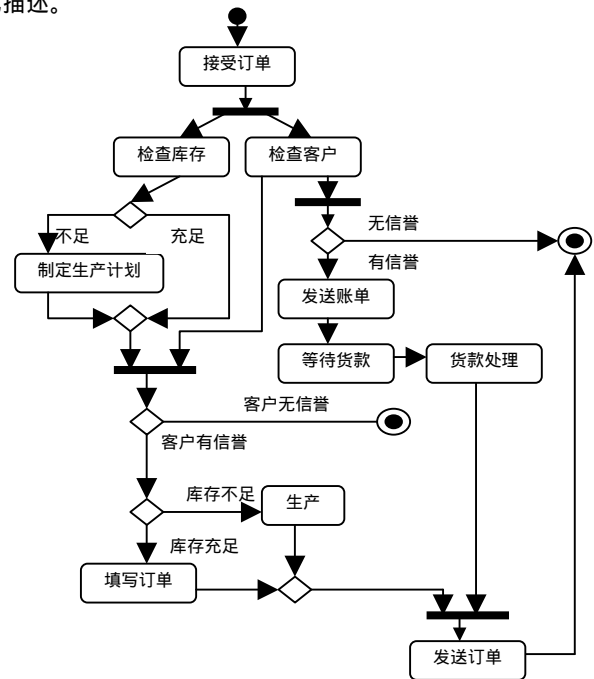 描述。
接受订单
检查库存
检查客户
不足
充足
无信誉
有信誉
制定生产计划
发送账单
等待货款
货款处理
客户无信誉
客户有信誉
库存不足
生产
库存充足
填写订单
发送订单